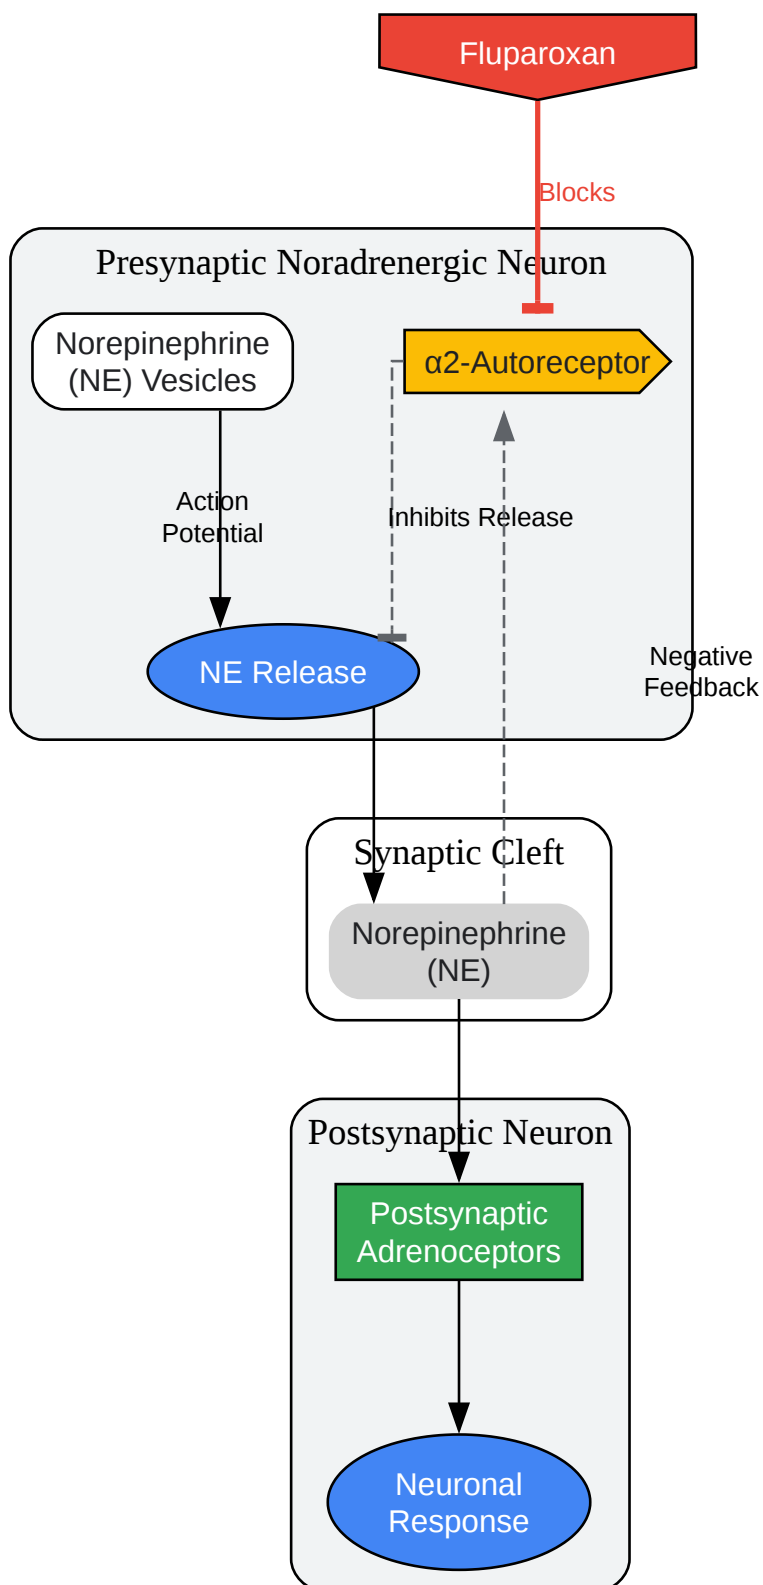 Fluparoxan
Blocks
Presynaptic Noradrenergic Neuron
Norepinephrine
(NE) Vesicles
α2-Autoreceptor
Action
Potential
Inhibits Release
Negative
Feedback
NE Release
Synaptic Cleft
Norepinephrine
(NE)
Postsynaptic Neuron
Postsynaptic
Adrenoceptors
Neuronal
Response